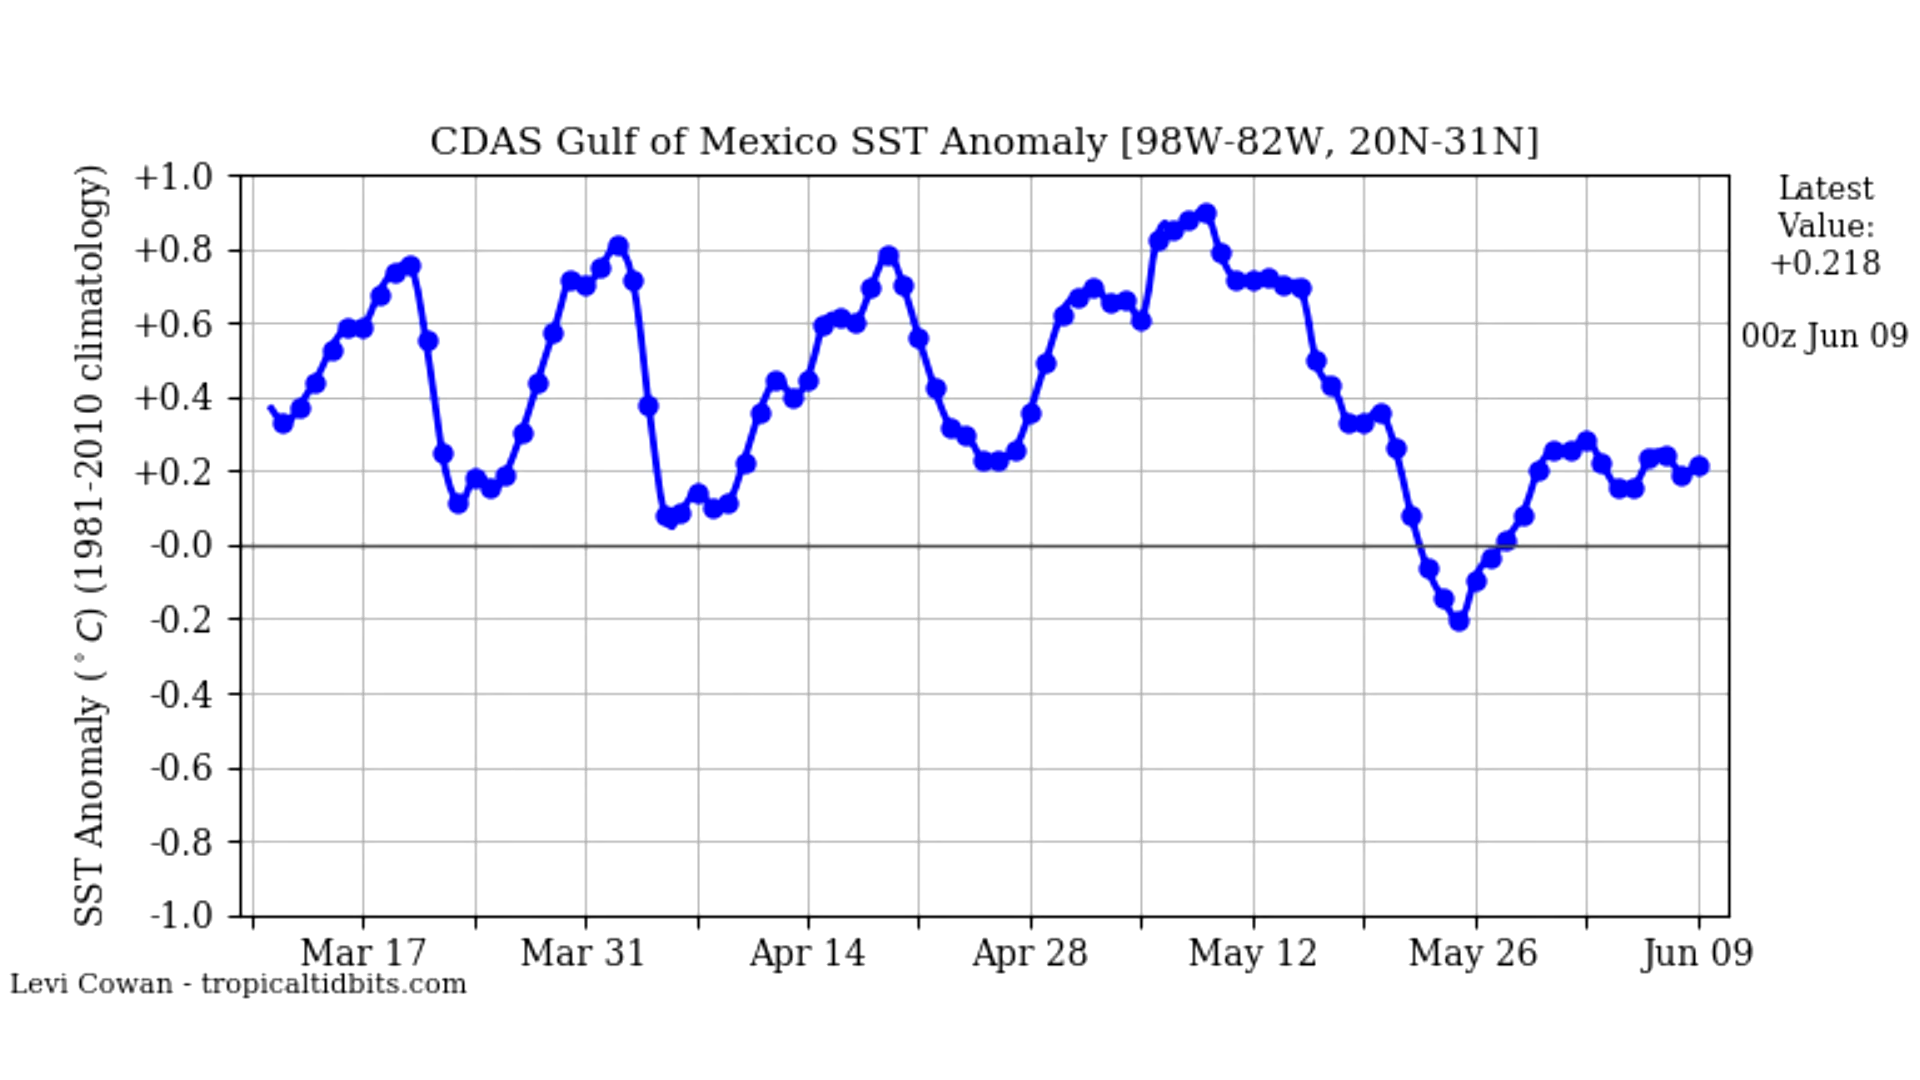 CDAS Gulf of Mexico SST Anomaly [98W-82W, 20N-31N]
SST Anomaly (°C) (1981-2010 climatology)
+1.0
+0.8
+0.6
+0.4
+0.2
-0.0
-0.2
-0.4
-0.6
-0.8
-1.0
Mar 17
Mar 31
Apr 14
Apr 28
May 12
May 26
Jun 09
Latest
Value:
+0.218
00z Jun 09
Levi Cowan - tropicaltidbits.com